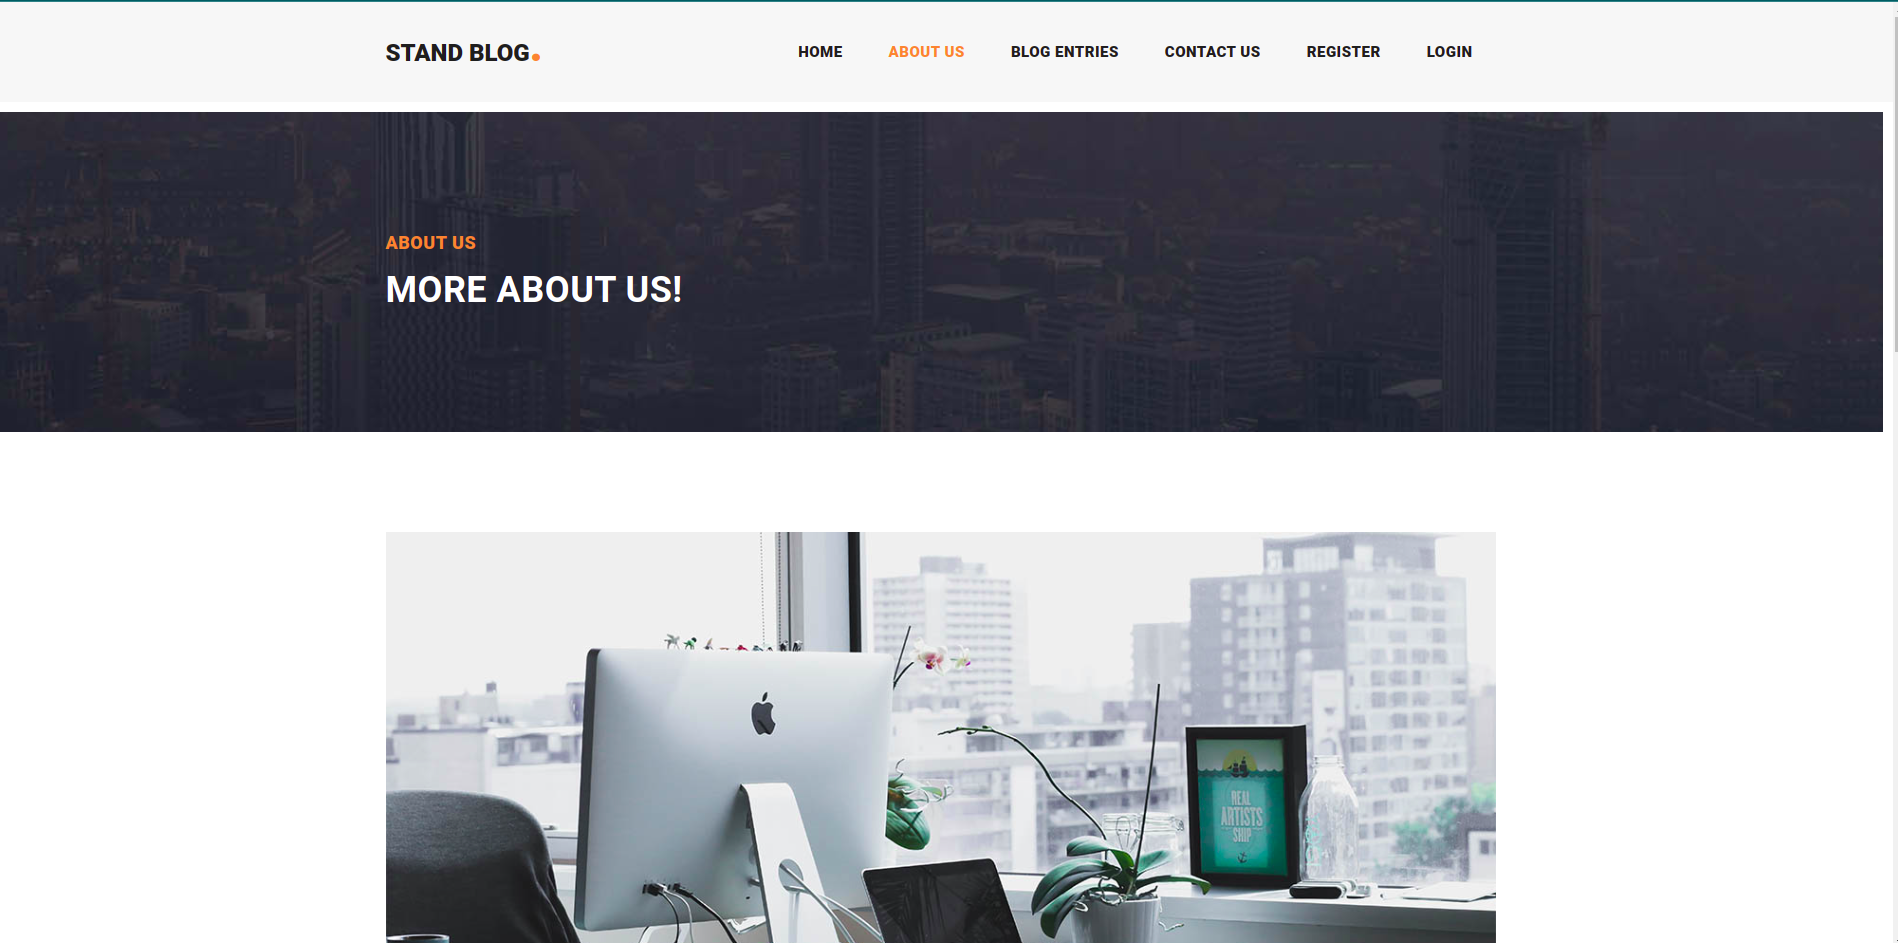 STAND BLOG.
HOME ABOUT US BLOG ENTRIES CONTACT US REGISTER LOGIN
ABOUT US
MORE ABOUT US!
REAL
ARTISTS
SHIP